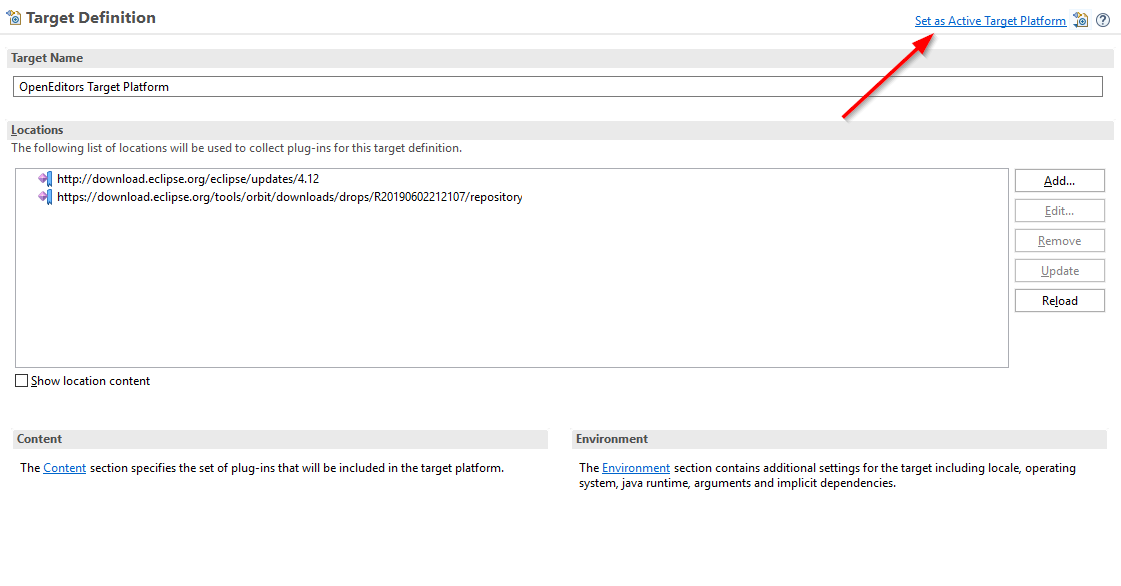 Target Definition
Set as Active Target Platform
Target Name
OpenEditors Target Platform
Locations
The following list of locations will be used to collect plug-ins for this target definition.
http://download.eclipse.org/eclipse/updates/4.12
https://download.eclipse.org/tools/orbit/downloads/drops/R20190602212107/repository
Add...
Edit...
Remove
Update
Reload
Show location content
Content
The Content section specifies the set of plug-ins that will be included in the target platform.
Environment
The Environment section contains additional settings for the target including locale, operating
system, java runtime, arguments and implicit dependencies.